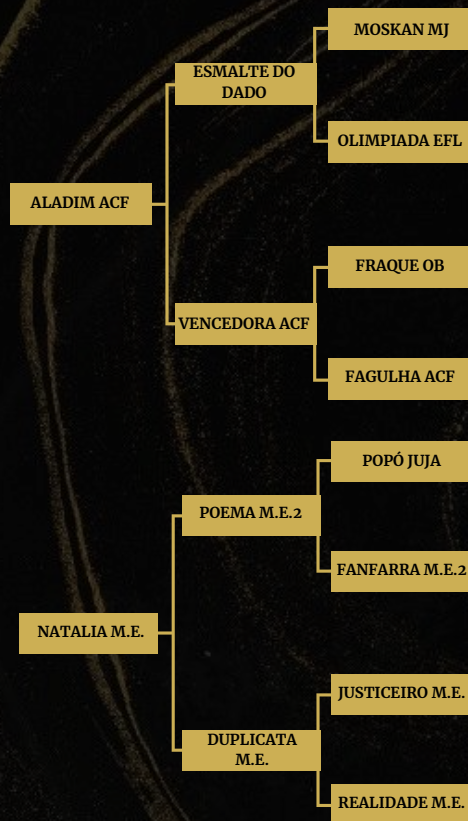 MOSKAN MJ
ESMALTE DO
DADO
OLIMPIADA EFL
ALADIM ACF
FRAQUE OB
VENCEDORA ACF
FAGULHA ACF
POPÓ JUJA
POEMA M.E.2
FANFARRA M.E.2
NATALIA M.E.
JUSTICEIRO M.E.
DUPLICATA
M.E.
REALIDADE M.E.